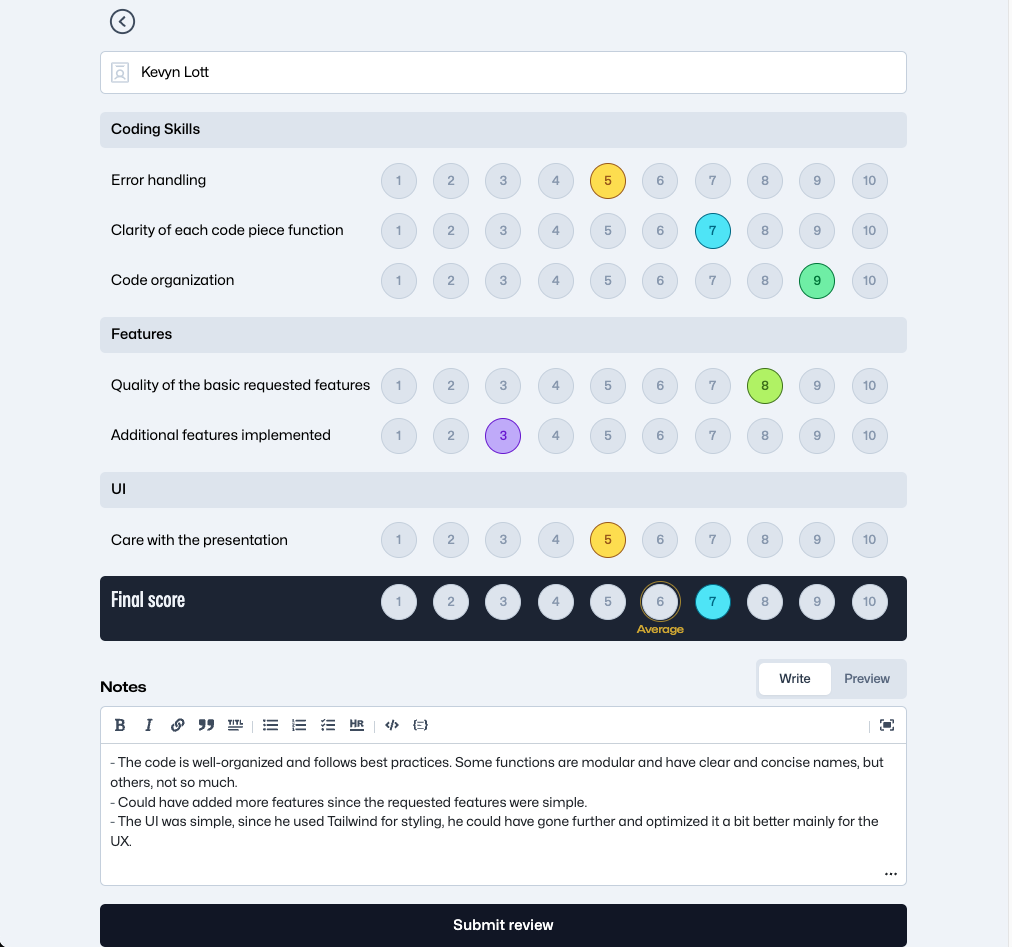 Kevyn Lott
Coding Skills
Error handling 1 2 3 4 5 6 7 8 9 10
Clarity of each code piece function 1 2 3 4 5 6 7 8 9 10
Code organization 1 2 3 4 5 6 7 8 9 10
Features
Quality of the basic requested features 1 2 3 4 5 6 7 8 9 10
Additional features implemented 1 2 3 4 5 6 7 8 9 10
UI
Care with the presentation 1 2 3 4 5 6 7 8 9 10
Final score 1 2 3 4 5 6 7 8 9 10
Average
Notes
Write Preview
B I TITL HR
- The code is well-organized and follows best practices. Some functions are modular and have clear and concise names, but
others, not so much.
- Could have added more features since the requested features were simple.
- The UI was simple, since he used Tailwind for styling, he could have gone further and optimized it a bit better mainly for the
UX.
Submit review